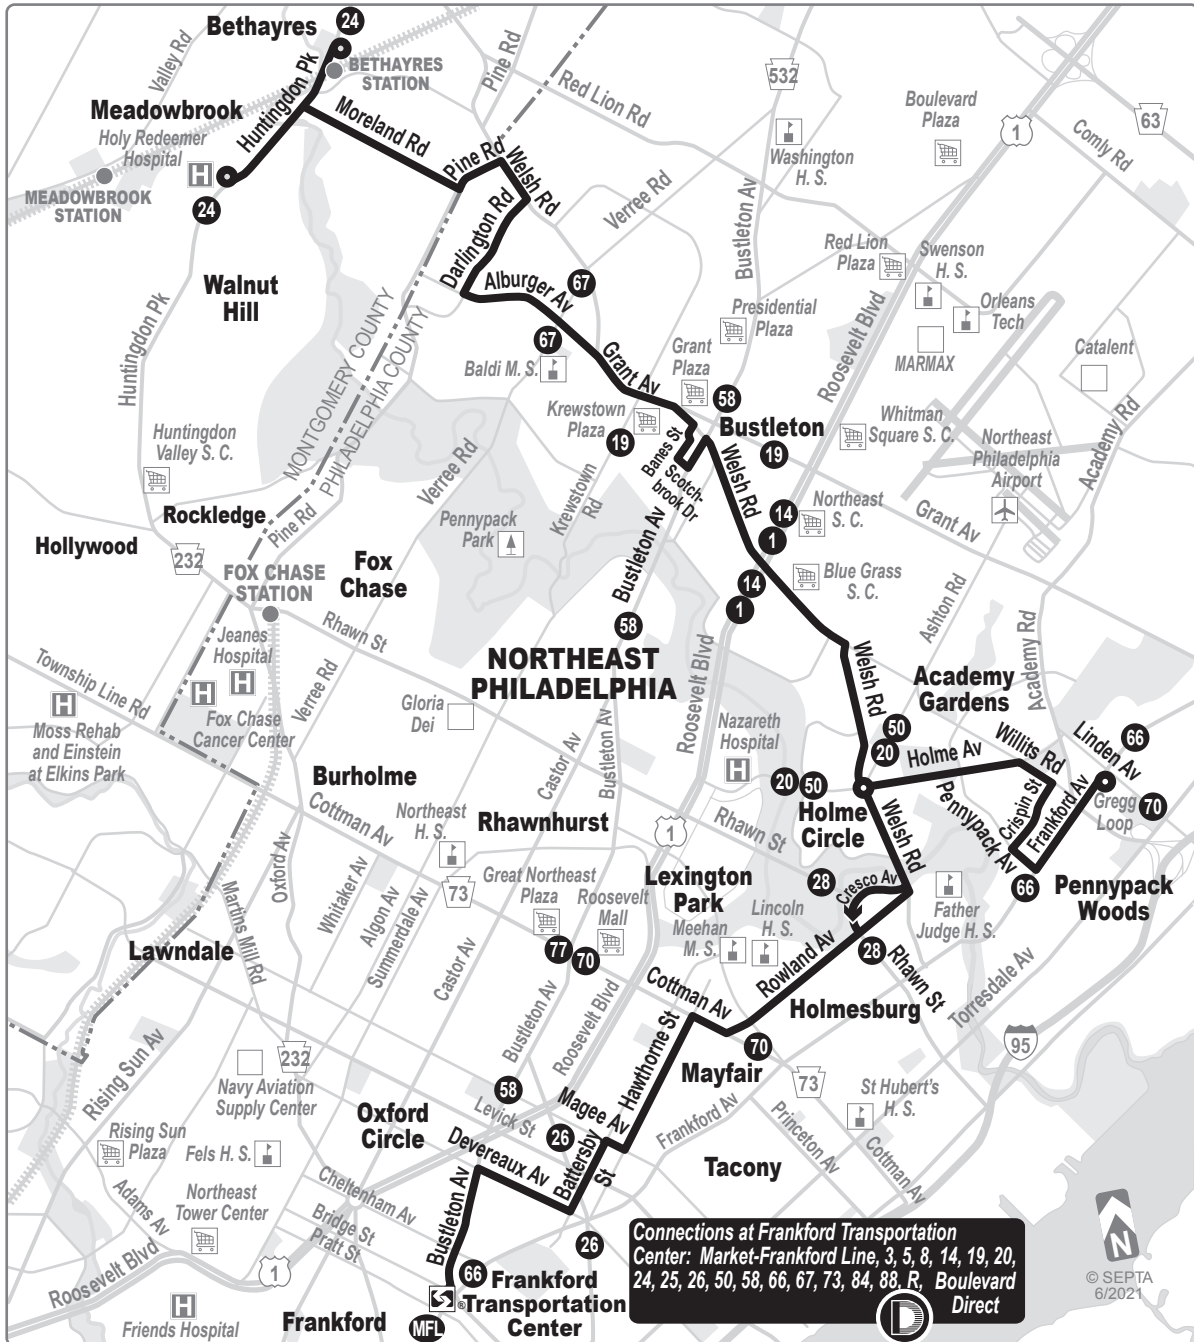 Bethayres
24
BETHAYRES
STATION
Valley Rd
Pine Rd
Red Lion Rd
532
Boulevard
Plaza
1
63
Comly Rd
Meadowbrook
Huntingdon Pk
Moreland Rd
Holy Redeemer
Hospital
H
MEADOWBROOK
STATION
24
Pine Rd
Welsh Rd
Washington
H. S.
Verree Rd
Bustleton Av
Darlington Rd
Walnut
Hill
Alburger Av
67
Red Lion
Plaza
Swenson
H. S.
Orleans
Tech
Roosevelt Blvd
MARMAX
Catalent
Presidential
Plaza
Huntingdon Pk
MONTGOMERY COUNTY
PHILADELPHIA COUNTY
67
Baldi M. S.
Grant Av
Grant
Plaza
58
Krewstown
Plaza
19
Bustleton
19
Whitman
Square S. C.
Academy Rd
Northeast
Philadelphia
Airport
Huntingdon
Valley S. C.
Verree Rd
Krewstown
Rd
Banes St
Scotch-
brook Dr
Welsh Rd
Rockledge
Pine Rd
Hollywood
232
FOX CHASE
STATION
Fox
Chase
Pennypack
Park
Bustleton Av
14
1
Northeast
S. C.
Grant Av
14
1
Blue Grass
S. C.
Ashton Rd
Academy Rd
58
Rhawn St
Jeanes
Hospital
H
H
Fox Chase
Cancer Center
Township Line Rd
H
Moss Rehab
and Einstein
at Elkins Park
Verree Rd
NORTHEAST
PHILADELPHIA
Roosevelt Blvd
Welsh Rd
Academy
Gardens
Gloria
Dei
Nazareth
Hospital
H
50
20
Holme Av
Willits Rd
Linden Av
66
Burholme
Castor Av
Bustleton Av
20
50
Holme
Circle
Pennypack Av
Crispin St
Frankford Av
Gregg
Loop
70
Cottman Av
Northeast
H. S.
Rhawnhurst
1
Rhawn St
Welsh Rd
Oxford Av
Whitaker Av
Algon Av
Summerdale Av
73
Great Northeast
Plaza
Roosevelt
Mall
Lexington
Park
28
Cresco Av
66
Pennypack
Woods
Father
Judge H. S.
Martins Mill Rd
Lawndale
Castor Av
77
70
Meehan
M. S.
Lincoln
H. S.
Rowland Av
28
Rhawn St
Torresdale Av
Bustleton Av
Roosevelt Blvd
Cottman Av
Holmesburg
95
Rising Sun Av
232
Navy Aviation
Supply Center
Hawthorne St
70
Mayfair
73
St Hubert's
H. S.
58
Levick St
Magee Av
Frankford Av
Princeton Av
Cottman Av
Oxford
Circle
26
Rising Sun
Plaza
Fels H. S.
Devereaux Av
Battersby
St
Tacony
Adams Av
Northeast
Tower Center
Cheltenham Av
Bridge St
Pratt St
Bustleton Av
26
Roosevelt Blvd
1
66
Frankford
Transportation
Center
®
Frankford
MFL
H
Friends Hospital
Connections at Frankford Transportation
Center: Market-Frankford Line, 3, 5, 8, 14, 19, 20,
24, 25, 26, 50, 58, 66, 67, 73, 84, 88, R, Boulevard
Direct
D
N
© SEPTA
6/2021